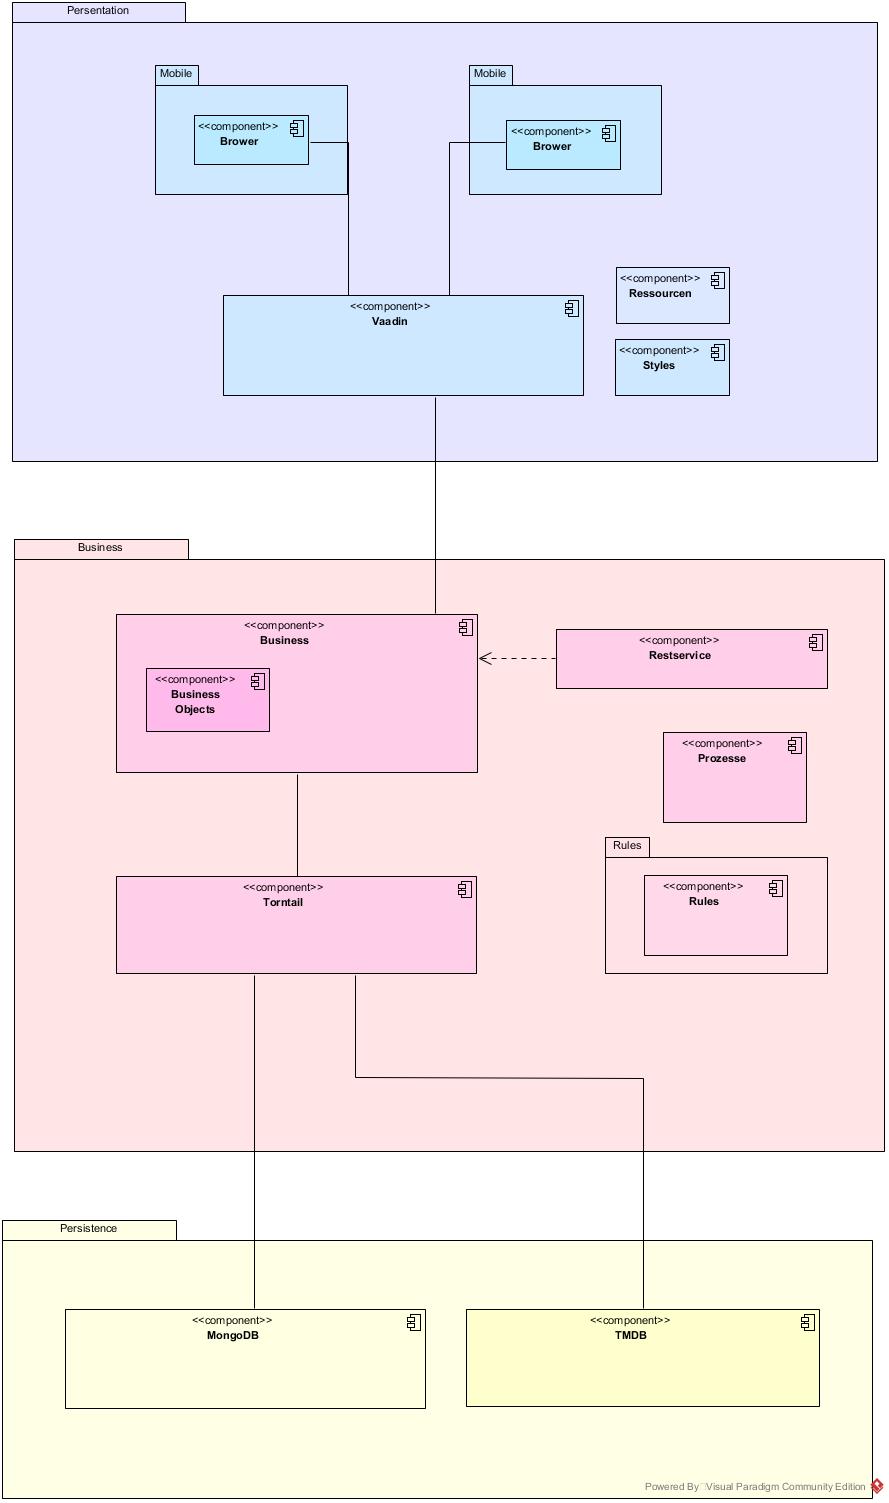 Persentation
Mobile
Mobile
<<component>>
Brower
<<component>>
Brower
<<component>>
Ressourcen
<<component>>
Vaadin
<<component>>
Styles
Business
<<component>>
Business
<<component>>
Restservice
<<component>>
Business
Objects
<<component>>
Prozesse
Rules
<<component>>
Torntail
<<component>>
Rules
Persistence
<<component>>
MongoDB
<<component>>
TMDB
Powered By Visual Paradigm Community Edition